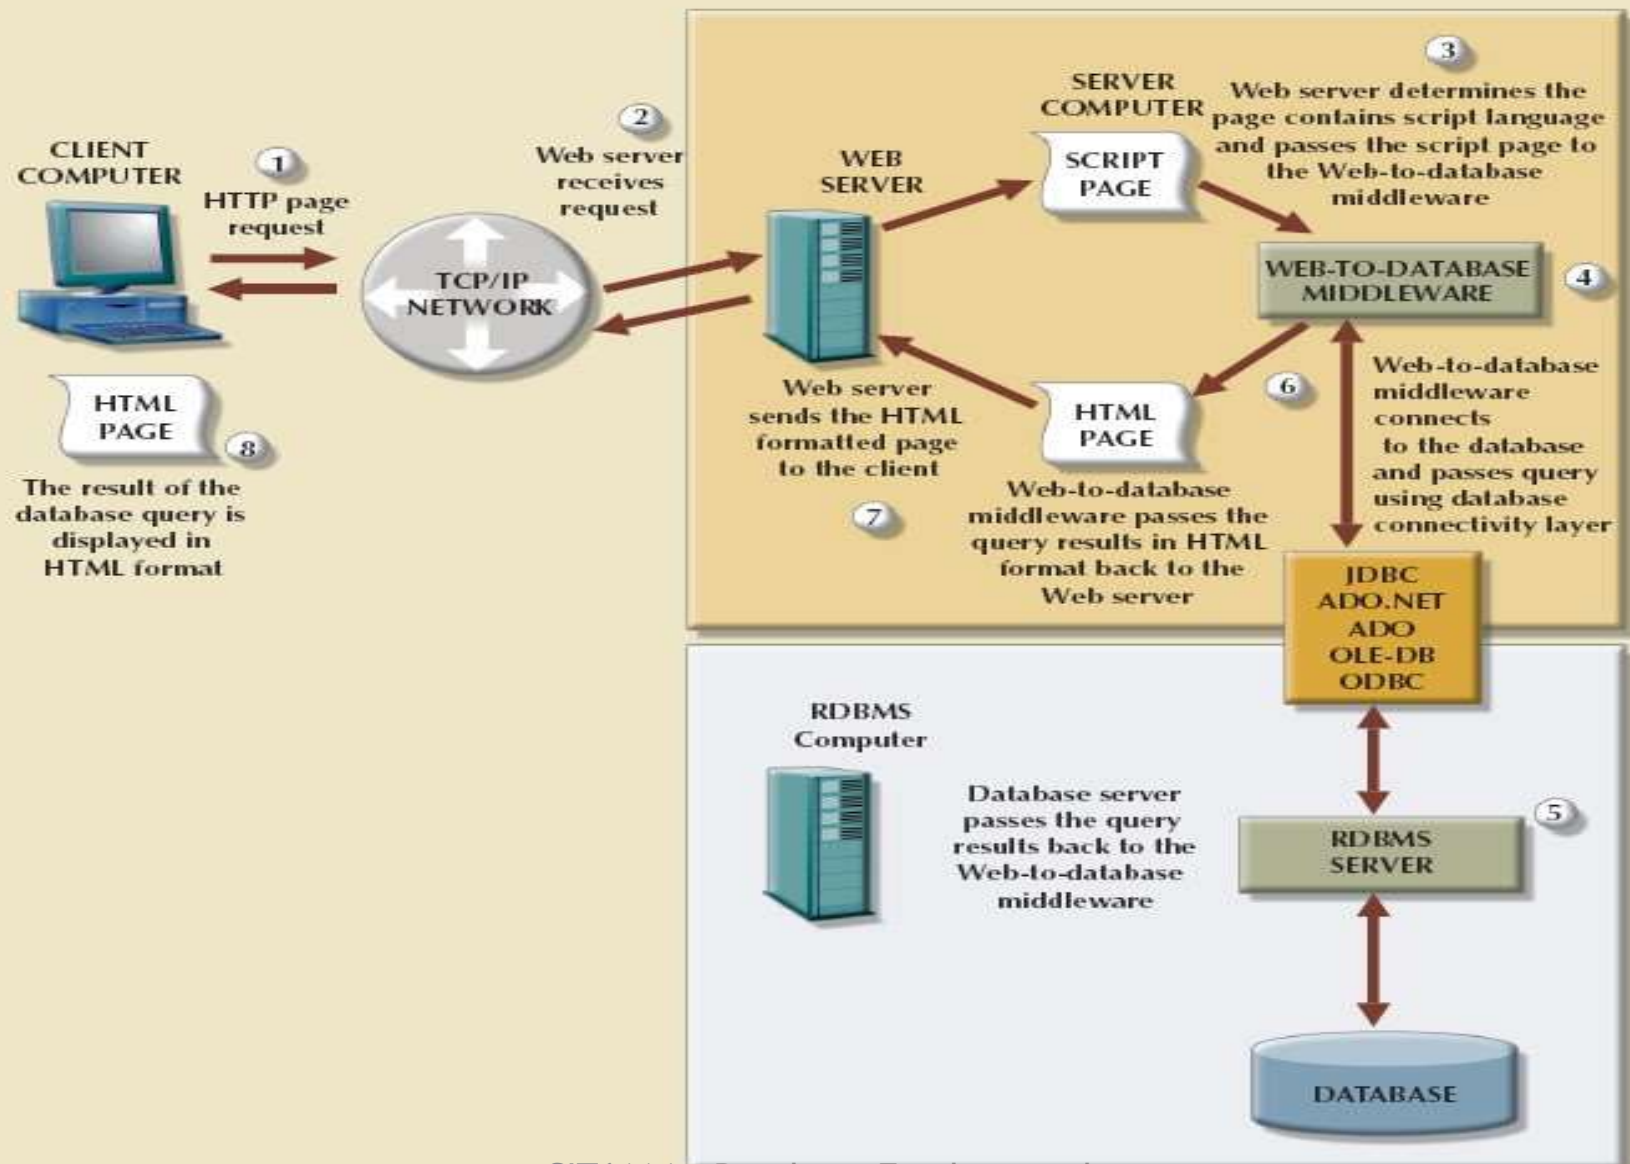 CLIENT
COMPUTER
1
HTTP page
request
TCP/IP
NETWORK
2
Web server
receives
request
WEB
SERVER
SERVER
COMPUTER
SCRIPT
PAGE
3
Web server determines the
page contains script language
and passes the script page to
the Web-to-database
middleware
WEB-TO-DATABASE
MIDDLEWARE
4
Web-to-database
middleware
connects
to the database
and passes query
using database
connectivity layer
6
HTML
PAGE
Web-to-database
middleware passes the
query results in HTML
format back to the
Web server
Web server
sends the HTML
formatted page
to the client
7
HTML
PAGE
8
The result of the
database query is
displayed in
HTML format
JDBC
ADO.NET
ADO
OLE-DB
ODBC
RDBMS
Computer
Database server
passes the query
results back to the
Web-to-database
middleware
RDBMS
SERVER
5
DATABASE